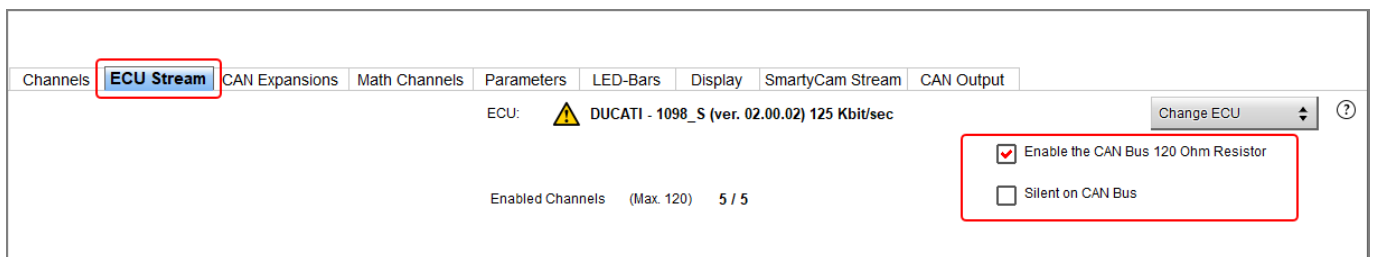 Channels ECU Stream CAN Expansions Math Channels Parameters LED-Bars Display SmartyCam Stream CAN Output
ECU: DUCATI - 1098_S (ver. 02.00.02) 125 Kbit/sec Change ECU ?
Enable the CAN Bus 120 Ohm Resistor
Enabled Channels (Max. 120) 5 / 5 Silent on CAN Bus